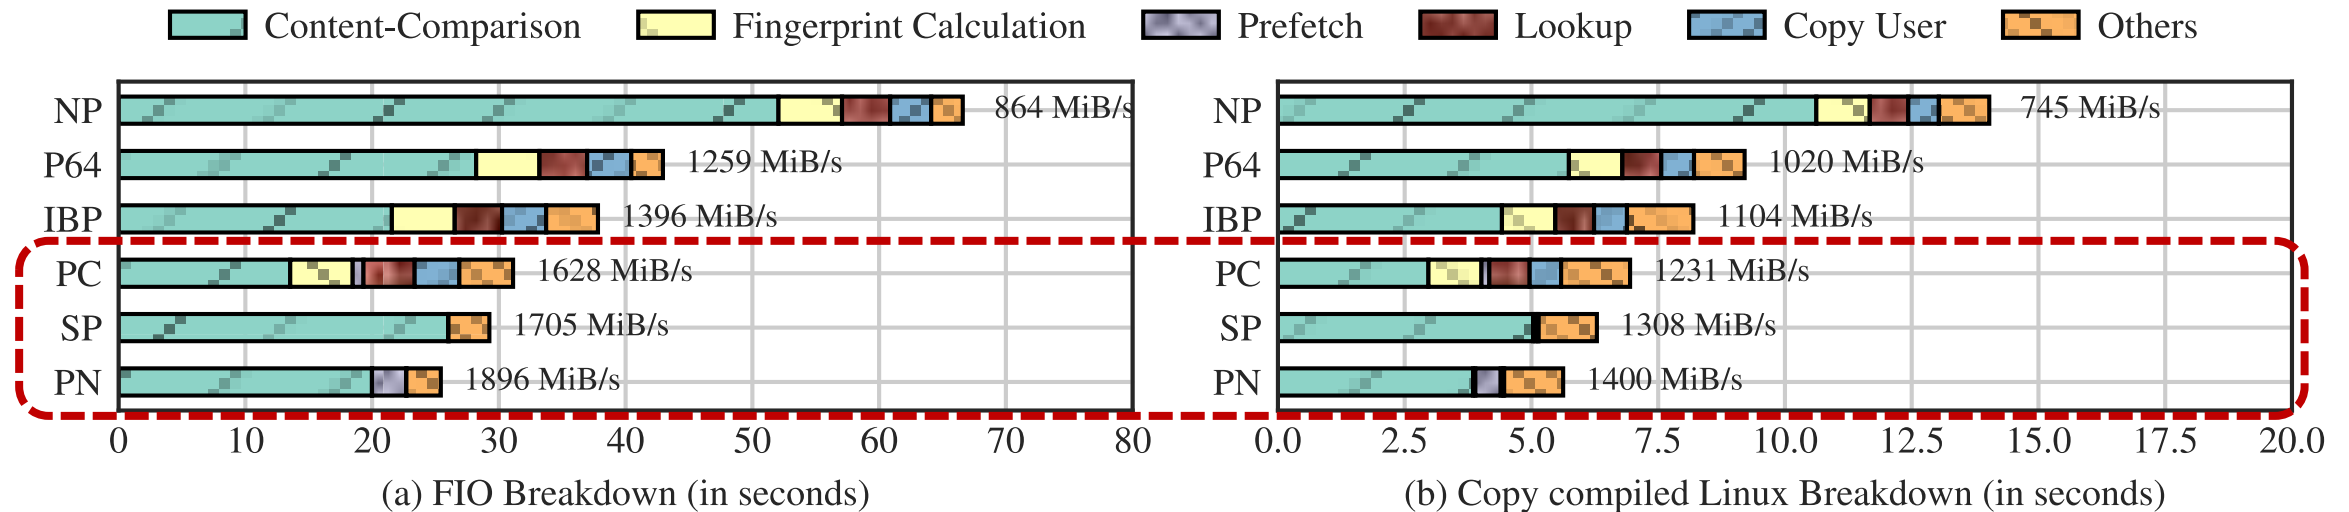 Content-Comparison Fingerprint Calculation Prefetch Lookup Copy User Others
NP 864 MiB/s
P64 1259 MiB/s
IBP 1396 MiB/s
PC 1628 MiB/s
SP 1705 MiB/s
PN 1896 MiB/s
0 10 20 30 40 50 60 70 80
(a) FIO Breakdown (in seconds)
NP 745 MiB/s
P64 1020 MiB/s
IBP 1104 MiB/s
PC 1231 MiB/s
SP 1308 MiB/s
PN 1400 MiB/s
0.0 2.5 5.0 7.5 10.0 12.5 15.0 17.5 20.0
(b) Copy compiled Linux Breakdown (in seconds)